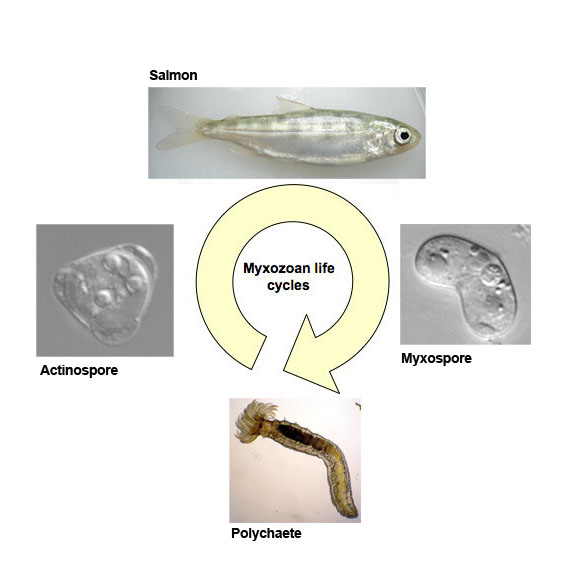 Salmon
Myxozoan life
cycles
Actinospore
Myxospore
Polychaete